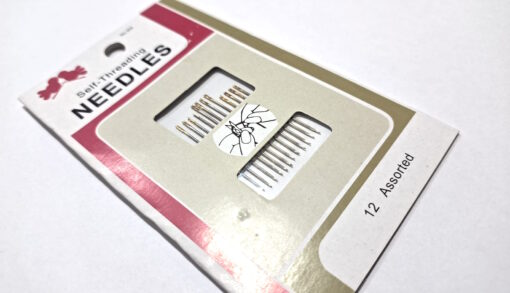 Self-Threading
NEEDLES
12 Assorted